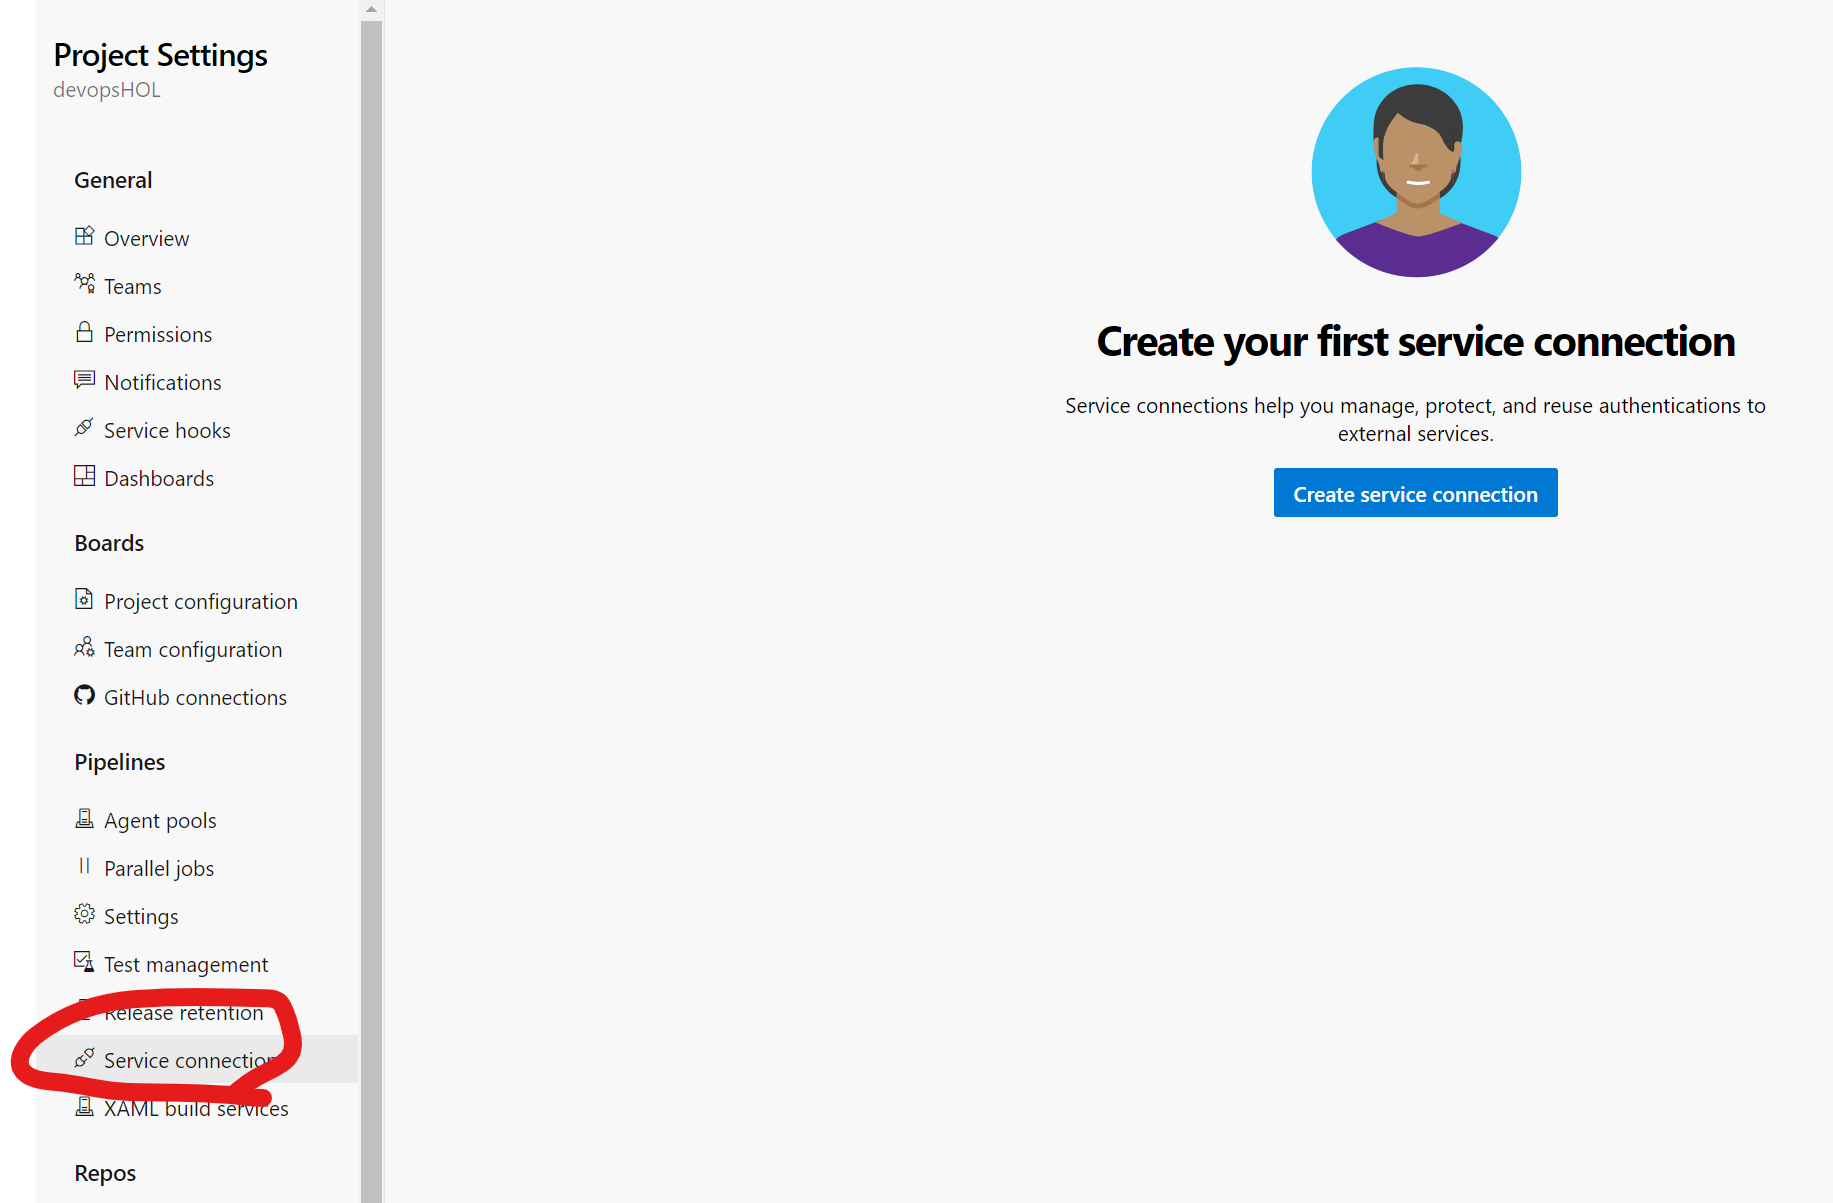 Project Settings
devopsHOL
General
Overview
Teams
Permissions
Notifications
Service hooks
Dashboards
Boards
Project configuration
Team configuration
GitHub connections
Pipelines
Agent pools
Parallel jobs
Settings
Test management
Release retention
Service connection
XAML build services
Repos
Create your first service connection
Service connections help you manage, protect, and reuse authentications to
external services.
Create service connection